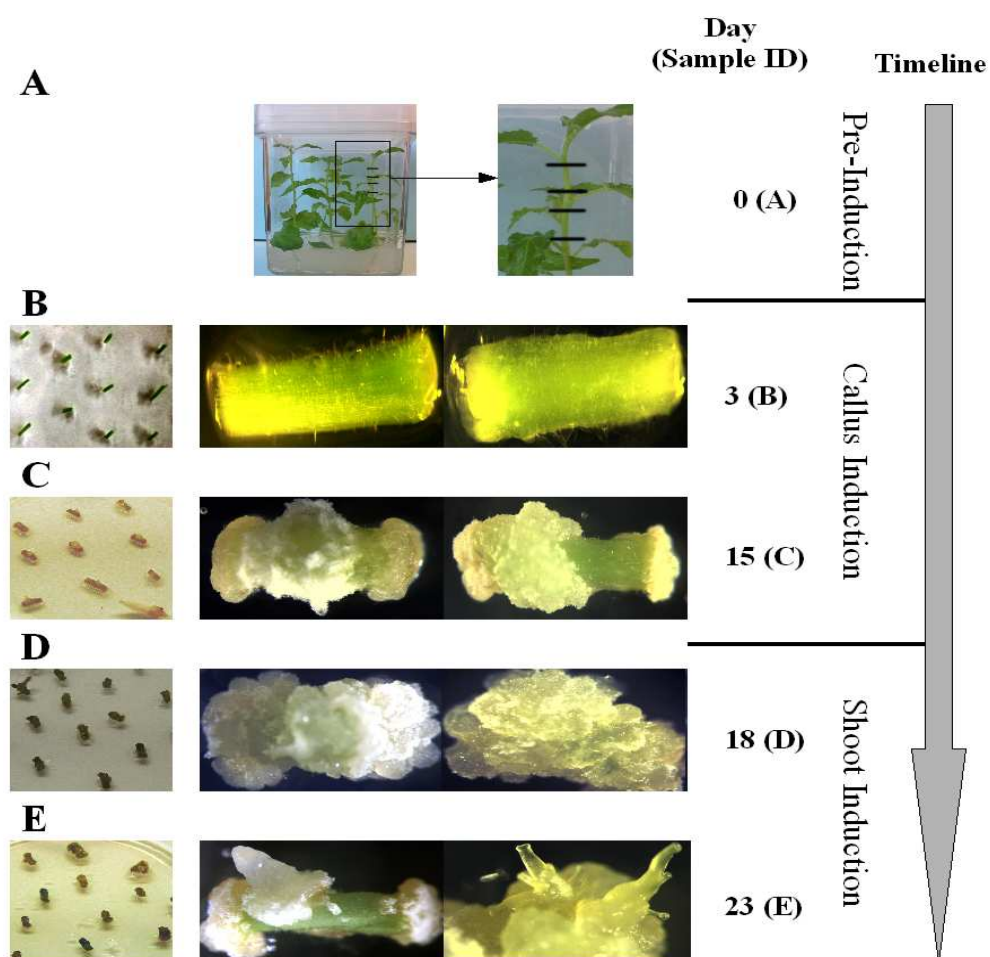 Day
(Sample ID)
Timeline
A
0 (A)
Pre-Induction
B
3 (B)
Callus Induction
C
15 (C)
D
18 (D)
Shoot Induction
E
23 (E)